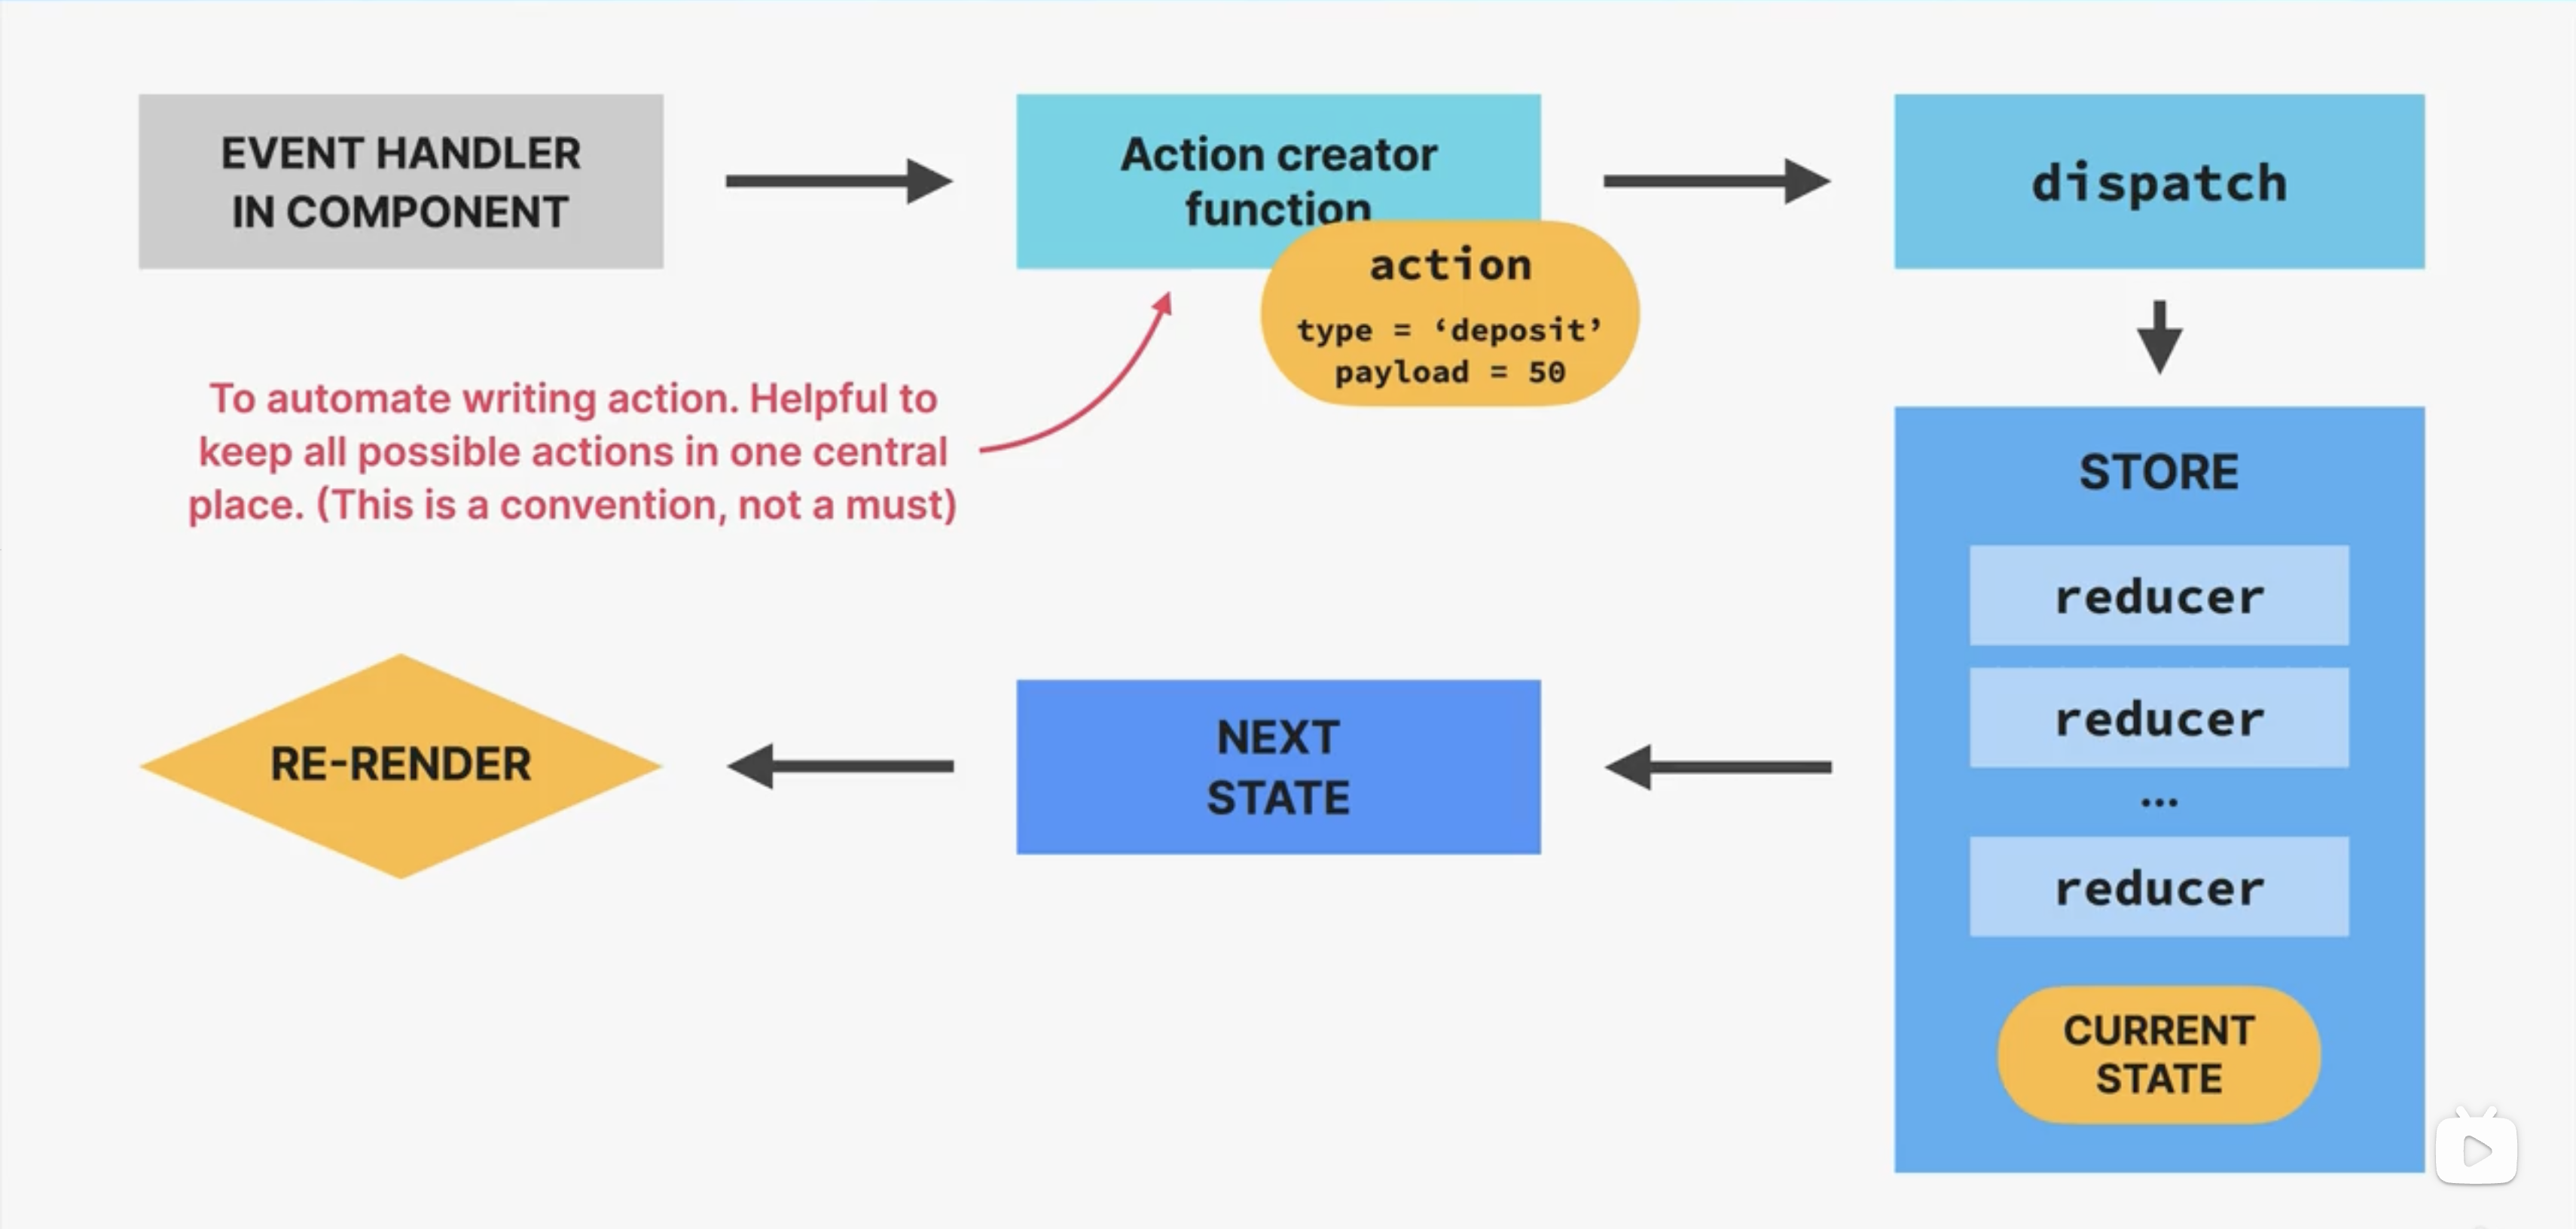 EVENT HANDLER
IN COMPONENT
Action creator
function
action
type = ‘deposit’
payload = 50
dispatch
To automate writing action. Helpful to
keep all possible actions in one central
place. (This is a convention, not a must)
STORE
reducer
reducer
...
reducer
CURRENT
STATE
NEXT
STATE
RE-RENDER